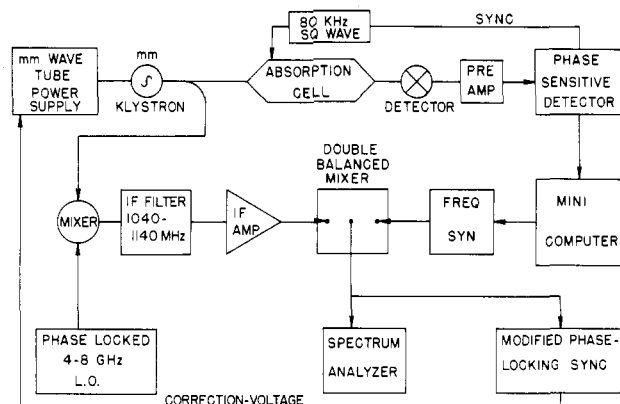 80 KHz
SQ WAVE
SYNC
mm WAVE
TUBE
POWER
SUPPLY
mm
KLYSTRON
ABSORPTION
CELL
DETECTOR
PRE
AMP
PHASE
SENSITIVE
DETECTOR
DOUBLE
BALANCED
MIXER
MIXER
IF FILTER
1040-
1140 MHz
IF
AMP
FREQ
SYN
MINI
COMPUTER
PHASE LOCKED
4-8 GHz
L.O.
SPECTRUM
ANALYZER
MODIFIED PHASE-
LOCKING SYNC
CORRECTION-VOLTAGE